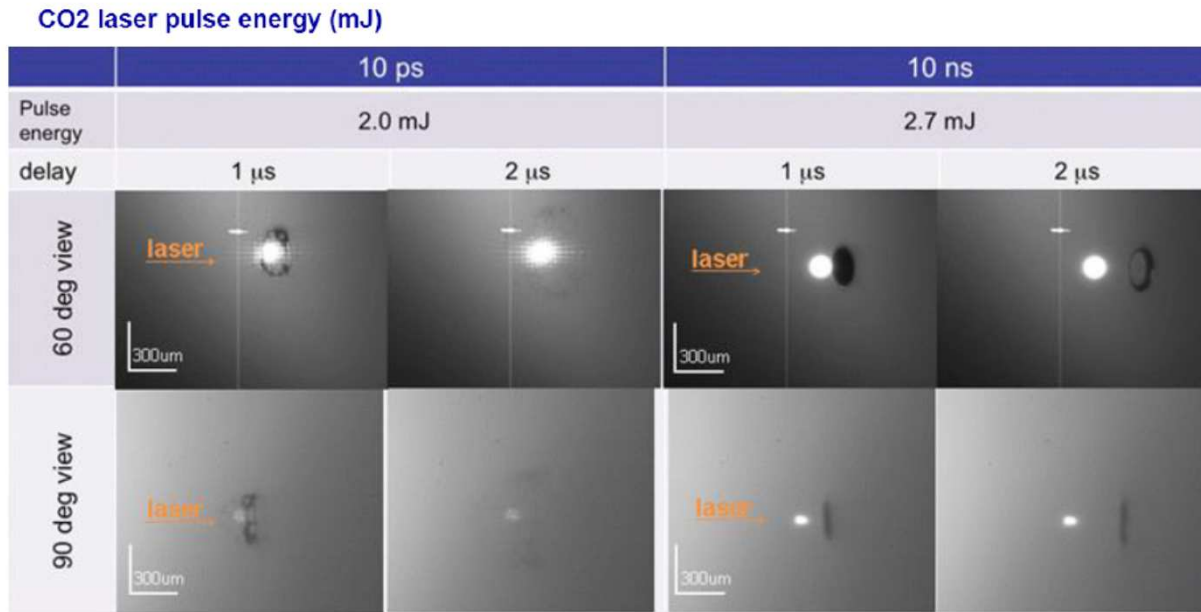 CO2 laser pulse energy (mJ)
10 ps 10 ns
Pulse energy 2.0 mJ 2.7 mJ
delay 1 μs 2 μs 1 μs 2 μs
60 deg view
laser laser
300um 300um
90 deg view
laser laser
300um 300um